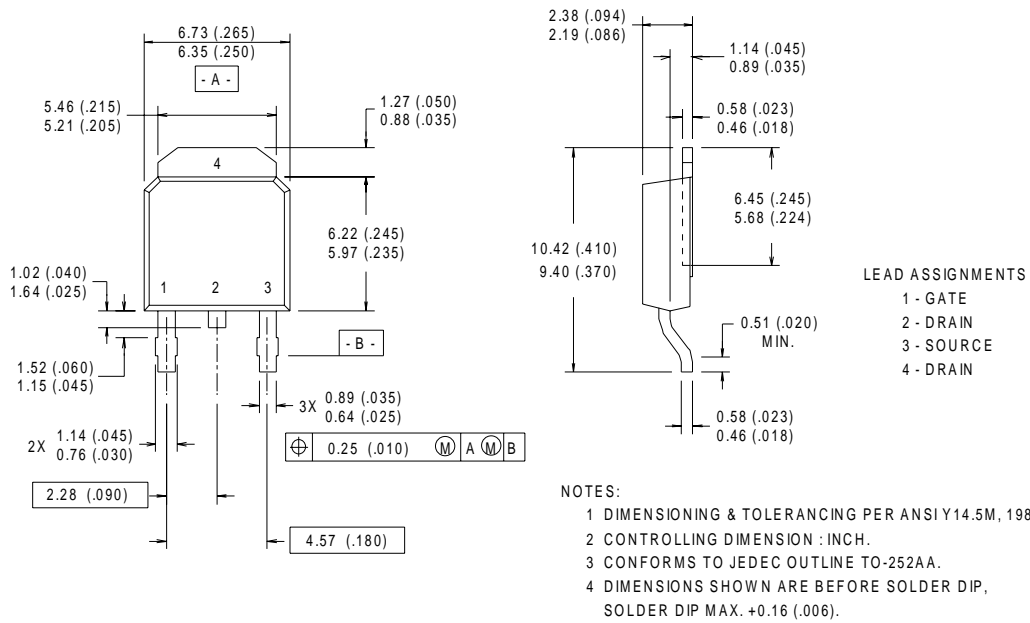 6.73 (.265)
6.35 (.250)
- A -
5.46 (.215)
5.21 (.205)
1.27 (.050)
0.88 (.035)
4
6.22 (.245)
5.97 (.235)
1.02 (.040)
1.64 (.025)
1 2 3
- B -
1.52 (.060)
1.15 (.045)
3X 0.89 (.035)
0.64 (.025)
2X 1.14 (.045)
0.76 (.030)
⌖ 0.25 (.010) Ⓜ A Ⓜ B
2.28 (.090)
4.57 (.180)
2.38 (.094)
2.19 (.086)
1.14 (.045)
0.89 (.035)
0.58 (.023)
0.46 (.018)
6.45 (.245)
5.68 (.224)
10.42 (.410)
9.40 (.370)
0.51 (.020)
MIN.
0.58 (.023)
0.46 (.018)
LEAD ASSIGNMENTS
1 - GATE
2 - DRAIN
3 - SOURCE
4 - DRAIN
NOTES:
1 DIMENSIONING & TOLERANCING PER ANSI Y14.5M, 198
2 CONTROLLING DIMENSION : INCH.
3 CONFORMS TO JEDEC OUTLINE TO-252AA.
4 DIMENSIONS SHOWN ARE BEFORE SOLDER DIP,
SOLDER DIP MAX. +0.16 (.006).